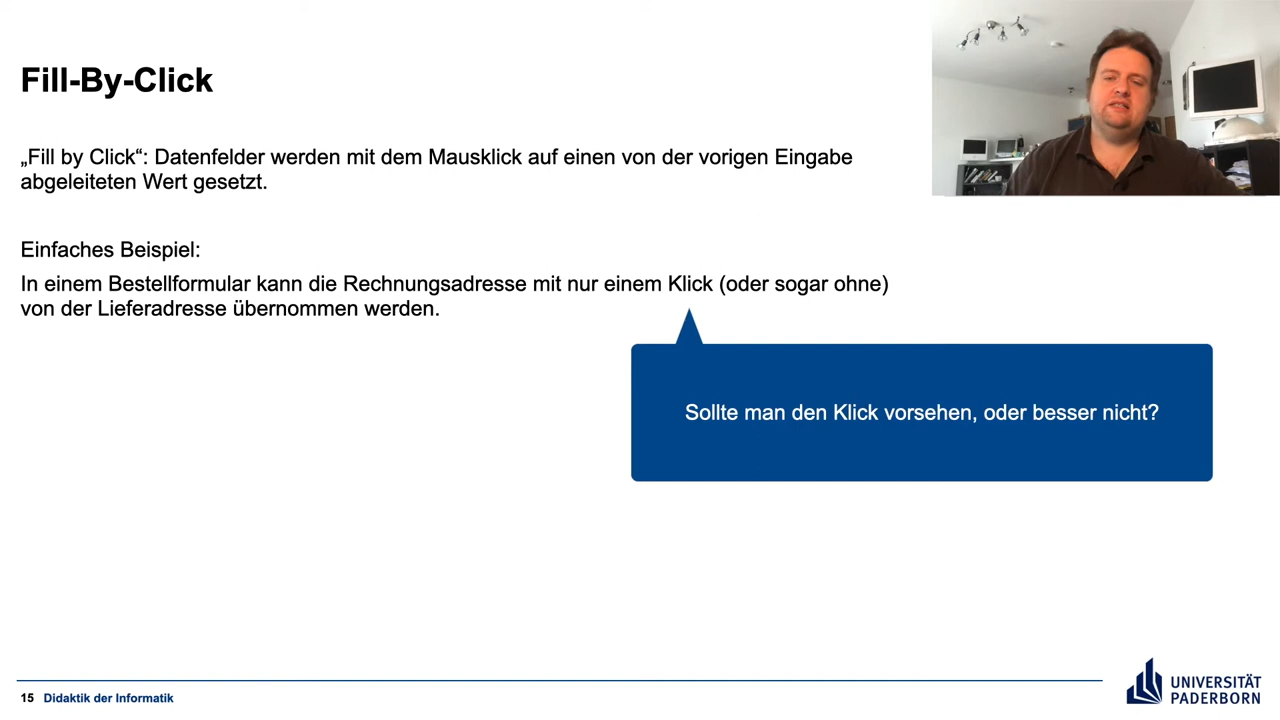 Fill-By-Click
„Fill by Click“: Datenfelder werden mit dem Mausklick auf einen von der vorigen Eingabe
abgeleiteten Wert gesetzt.
Einfaches Beispiel:
In einem Bestellformular kann die Rechnungsadresse mit nur einem Klick (oder sogar ohne)
von der Lieferadresse übernommen werden.
Sollte man den Klick vorsehen, oder besser nicht?
15 Didaktik der Informatik
UNIVERSITÄT
PADERBORN